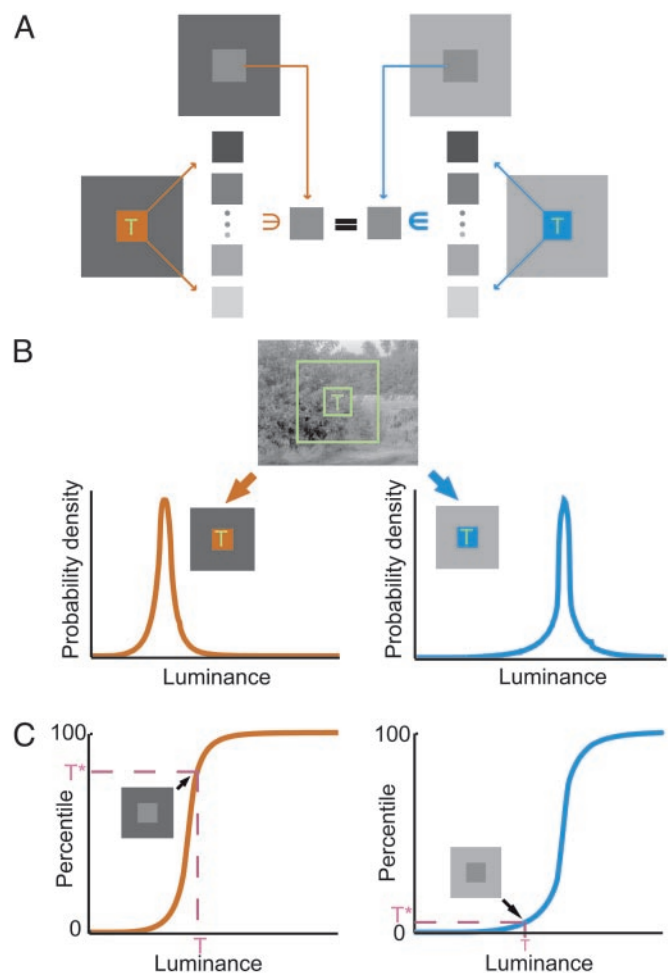 A
T
∍
=
∊
T
B
T
Probability density
T
Luminance
Probability density
T
Luminance
C
100
T*
Percentile
0
T
Luminance
100
Percentile
T*
0
T
Luminance